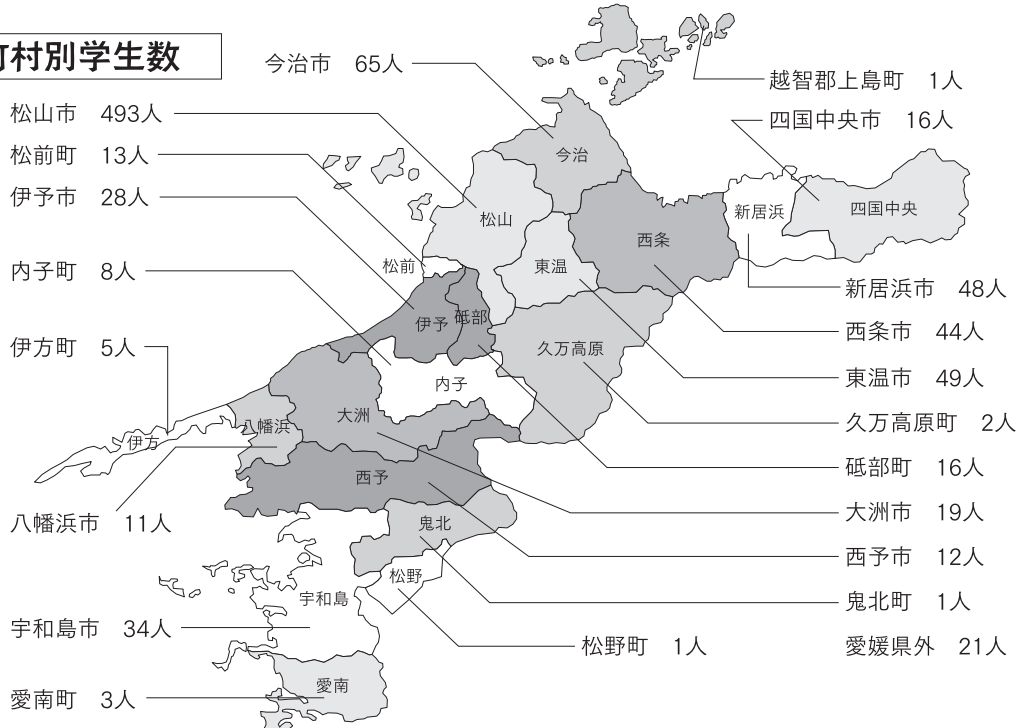 町村別学生数
今治市 65人
越智郡上島町 1人
松山市 493人
四国中央市 16人
松前町 13人
伊予市 28人
内子町 8人
伊方町 5人
新居浜市 48人
西条市 44人
東温市 49人
久万高原町 2人
砥部町 16人
大洲市 19人
八幡浜市 11人
西予市 12人
鬼北町 1人
宇和島市 34人
松野町 1人
愛媛県外 21人
愛南町 3人
今治
松山
西条
新居浜
四国中央
松前
東温
伊予
砥部
久万高原
内子
伊方
八幡浜
大洲
西予
鬼北
松野
宇和島
愛南